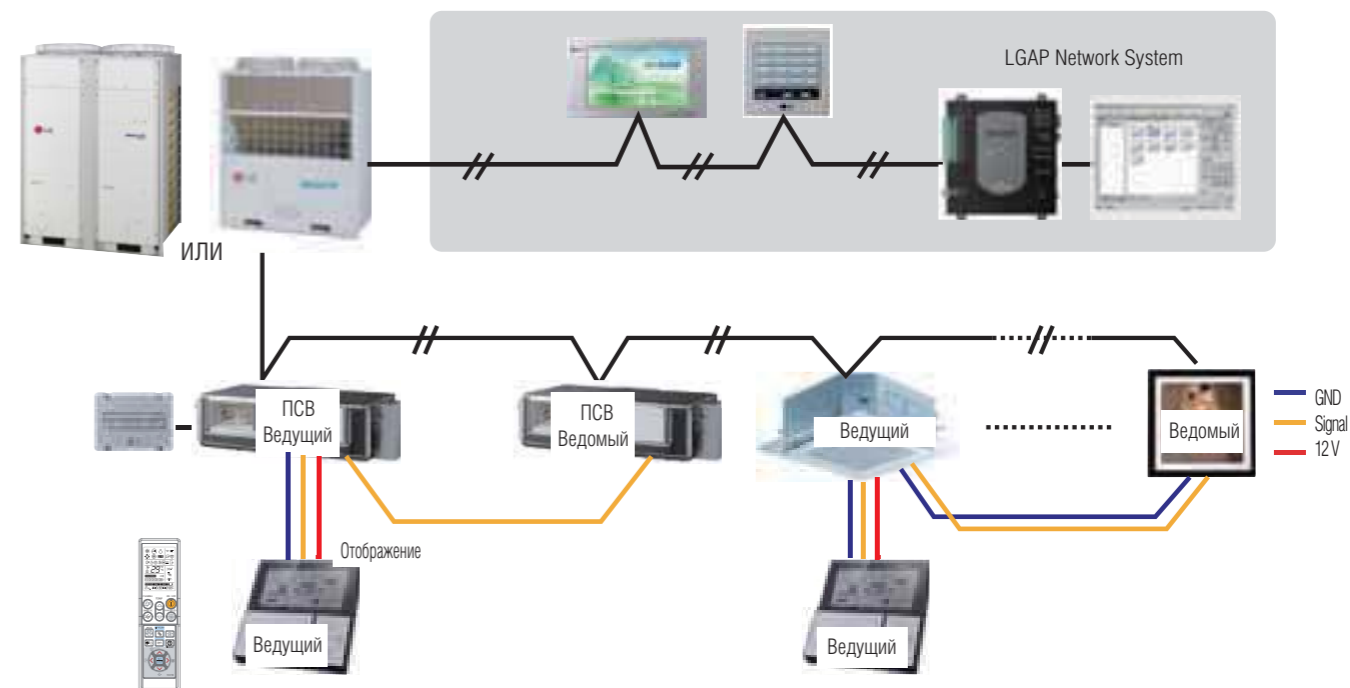 LGAP Network System
ИЛИ
ПСВ
Ведущий
ПСВ
Ведомый
Ведущий
Ведомый
GND
Signal
12 V
Отображение
Ведущий
Ведущий